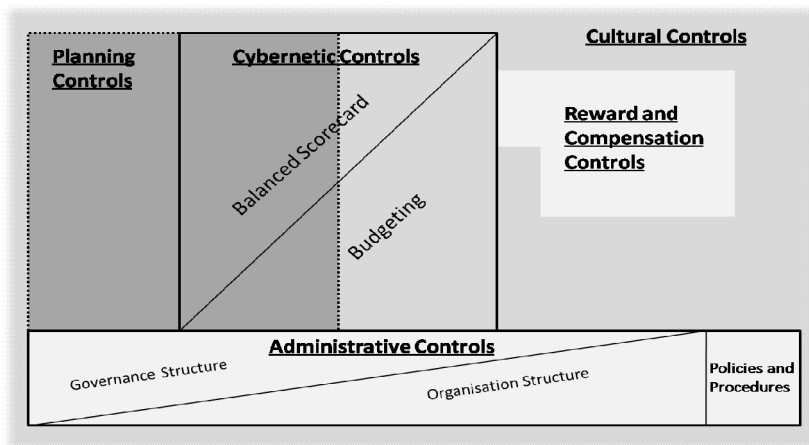 Planning
Controls
Cybernetic Controls
Balanced Scorecard
Budgeting
Cultural Controls
Reward and
Compensation
Controls
Administrative Controls
Governance Structure
Organisation Structure
Policies and
Procedures